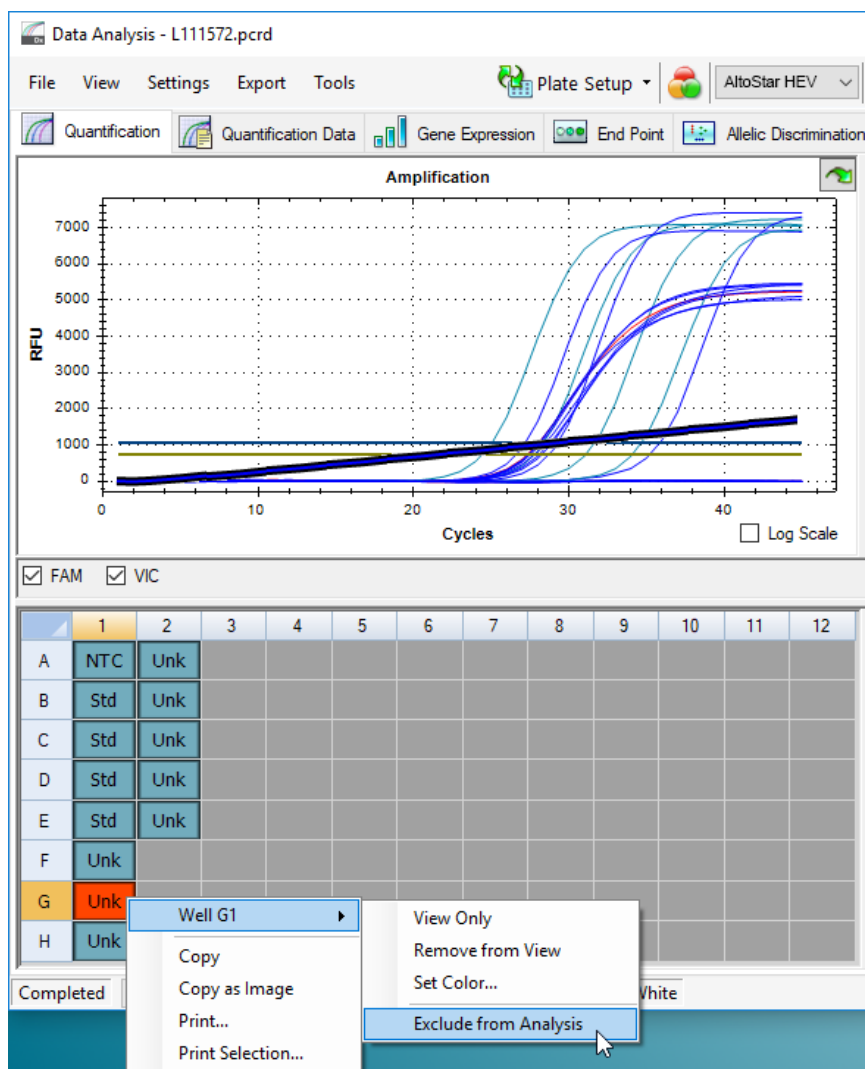 Data Analysis - L111572.pcrd
File View Settings Export Tools Plate Setup AltoStar HEV
Quantification Quantification Data Gene Expression End Point Allelic Discrimination
Amplification
7000
6000
5000
4000
RFU
3000
2000
1000
0
0 10 20 30 40
Cycles
Log Scale
FAM VIC
1 2 3 4 5 6 7 8 9 10 11 12
A NTC Unk
B Std Unk
C Std Unk
D Std Unk
E Std Unk
F Unk
G Unk
H Unk
Well G1
Copy
Copy as Image
Print...
Print Selection...
View Only
Remove from View
Set Color...
Exclude from Analysis
Completed